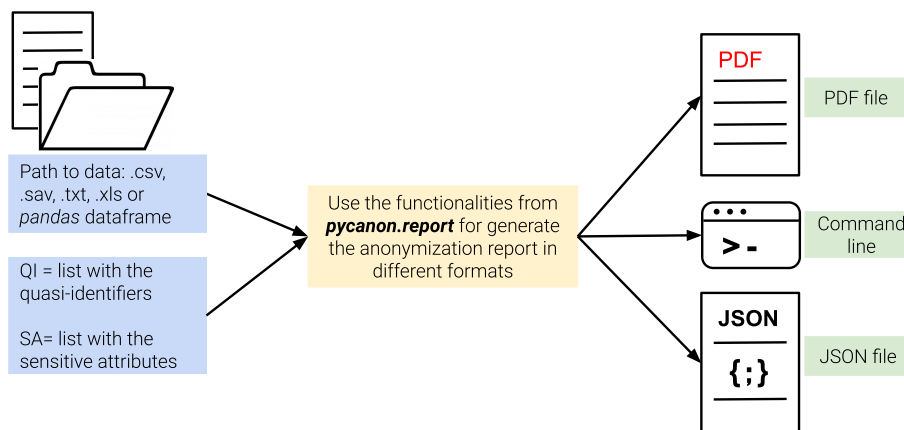 Path to data: .csv,
.sav, .txt, .xls or
pandas dataframe
QI = list with the
quasi-identifiers
SA= list with the
sensitive attributes
Use the functionalities from
pycanon.report for generate
the anonymization report in
different formats
PDF
PDF file
>-
Command
line
JSON
{;}
JSON file